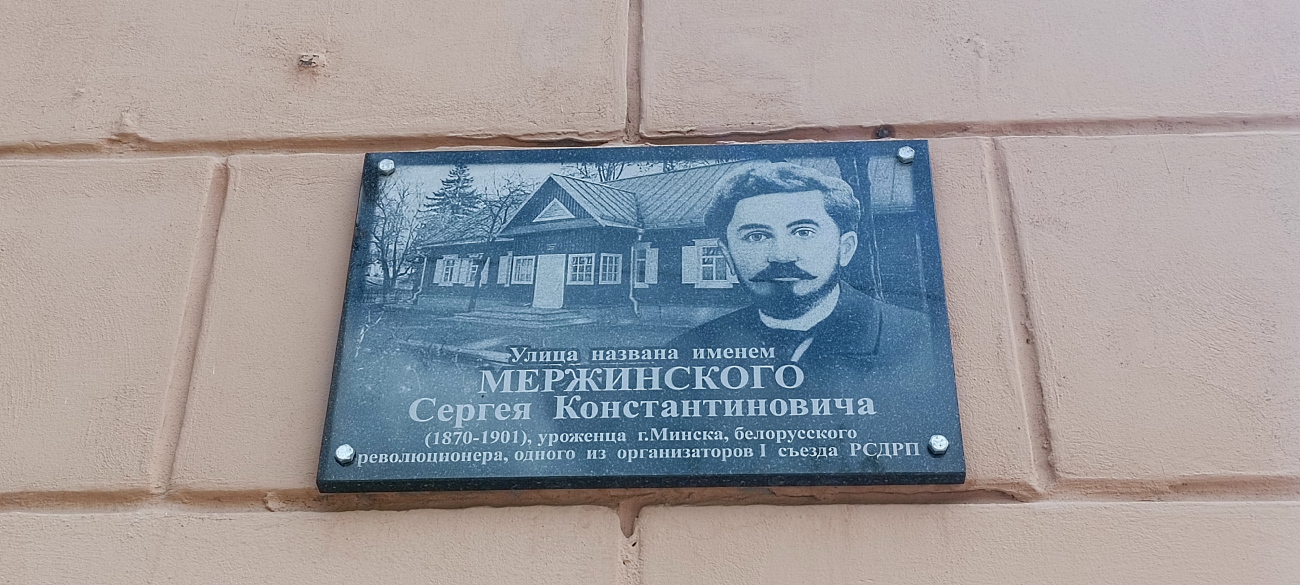 Улица названа именем
МЕРЖИНСКОГО
Сергея Константиновича
(1870-1901), уроженца г.Минска, белорусского
революционера, одного из организаторов I съезда РСДРП